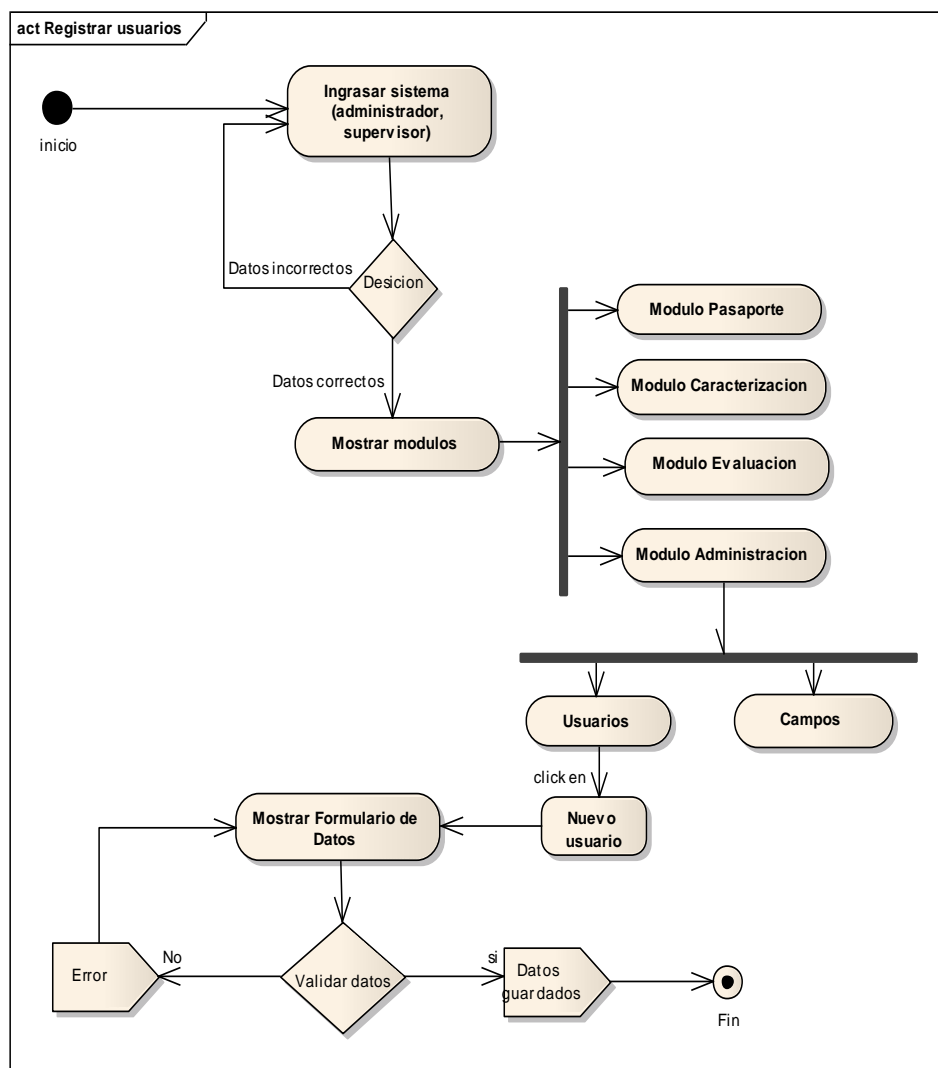 act Registrar usuarios
Ingrasar sistema
(administrador,
supervisor)
inicio
Datos incorrectos
Desicion
Modulo Pasaporte
Datos correctos
Modulo Caracterizacion
Mostrar modulos
Modulo Evaluacion
Modulo Administracion
Usuarios
Campos
click en
Mostrar Formulario de
Datos
Nuevo
usuario
Error
No
Validar datos
si
Datos
guardados
Fin